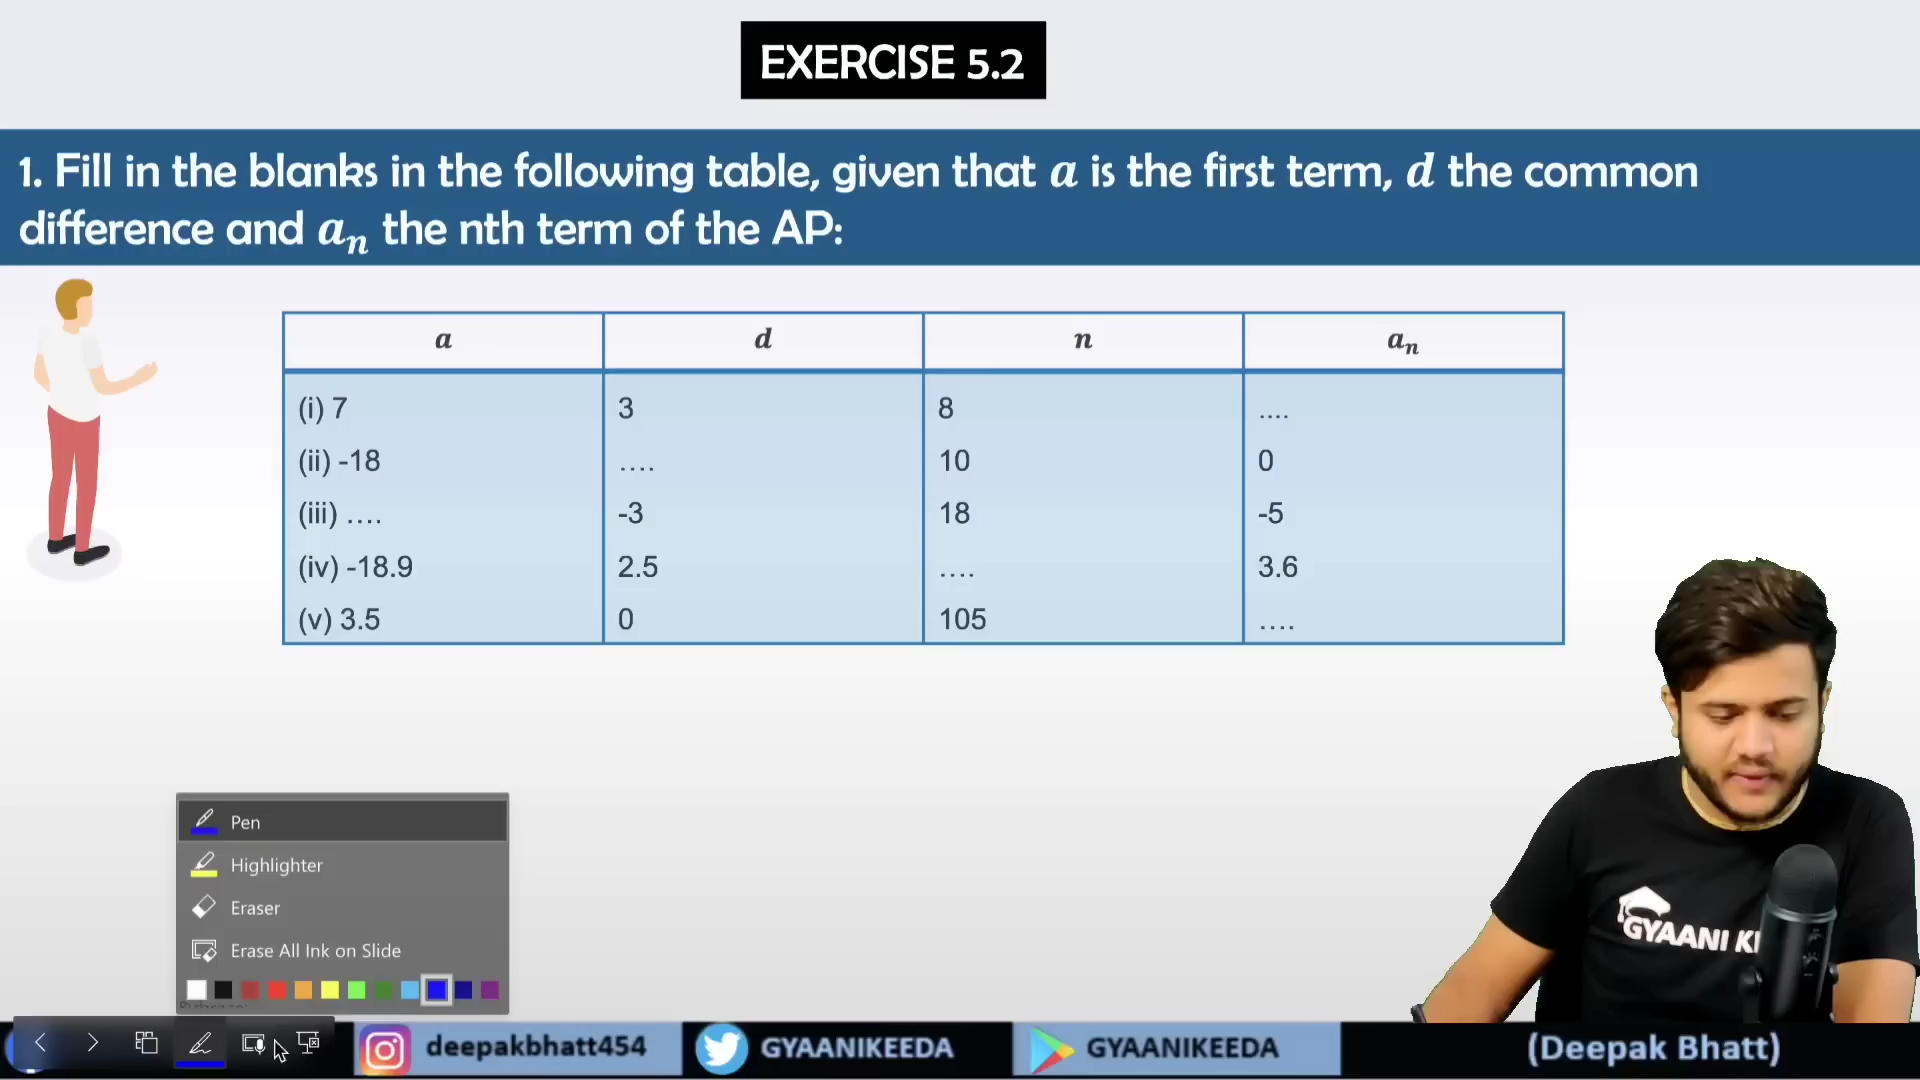 EXERCISE 5.2
1. Fill in the blanks in the following table, given that a is the first term, d the common
difference and aₙ the nth term of the AP:
a d n aₙ
(i) 7 3 8 ....
(ii) -18 .... 10 0
(iii) .... -3 18 -5
(iv) -18.9 2.5 .... 3.6
(v) 3.5 0 105 ....
Pen
Highlighter
Eraser
Erase All Ink on Slide
GYAANI
deepakbhatt454 GYAANIKEEDA GYAANIKEEDA (Deepak Bhatt)